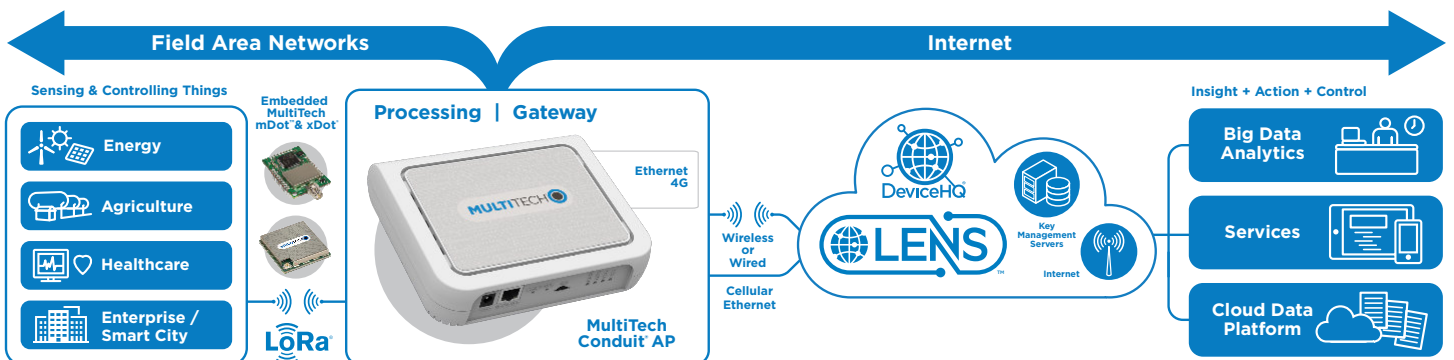 Field Area Networks
Internet
Sensing & Controlling Things
Energy
Agriculture
Healthcare
Enterprise /
Smart City
Embedded
MultiTech
mDot™& xDot®
LoRa®
Processing | Gateway
MULTITECH
Ethernet
4G
MultiTech
Conduit® AP
Wireless
or
Wired
Cellular
Ethernet
DeviceHQ®
LENS™
Key
Management
Servers
Internet
Insight + Action + Control
Big Data
Analytics
Services
Cloud Data
Platform